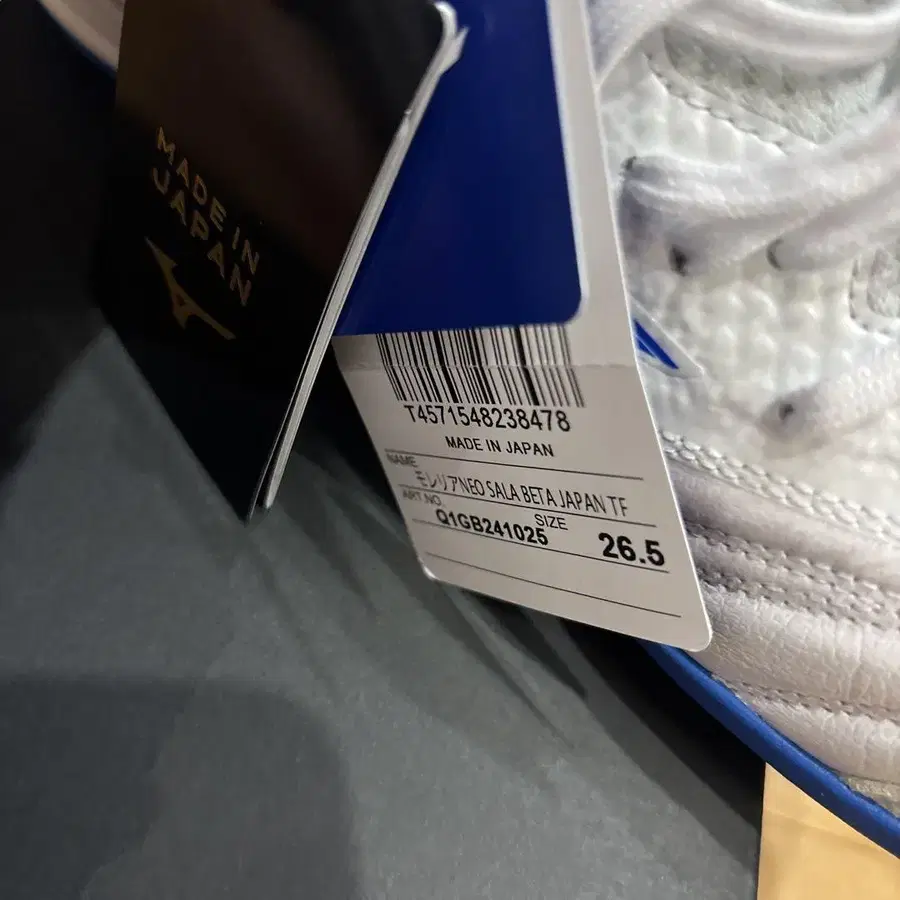 MADE IN
JAPAN
T4571548238478
MADE IN JAPAN
NAME
モレリアNEO SALA BETA JAPAN TF
ART.NO.
SIZE
Q1GB241025
26.5